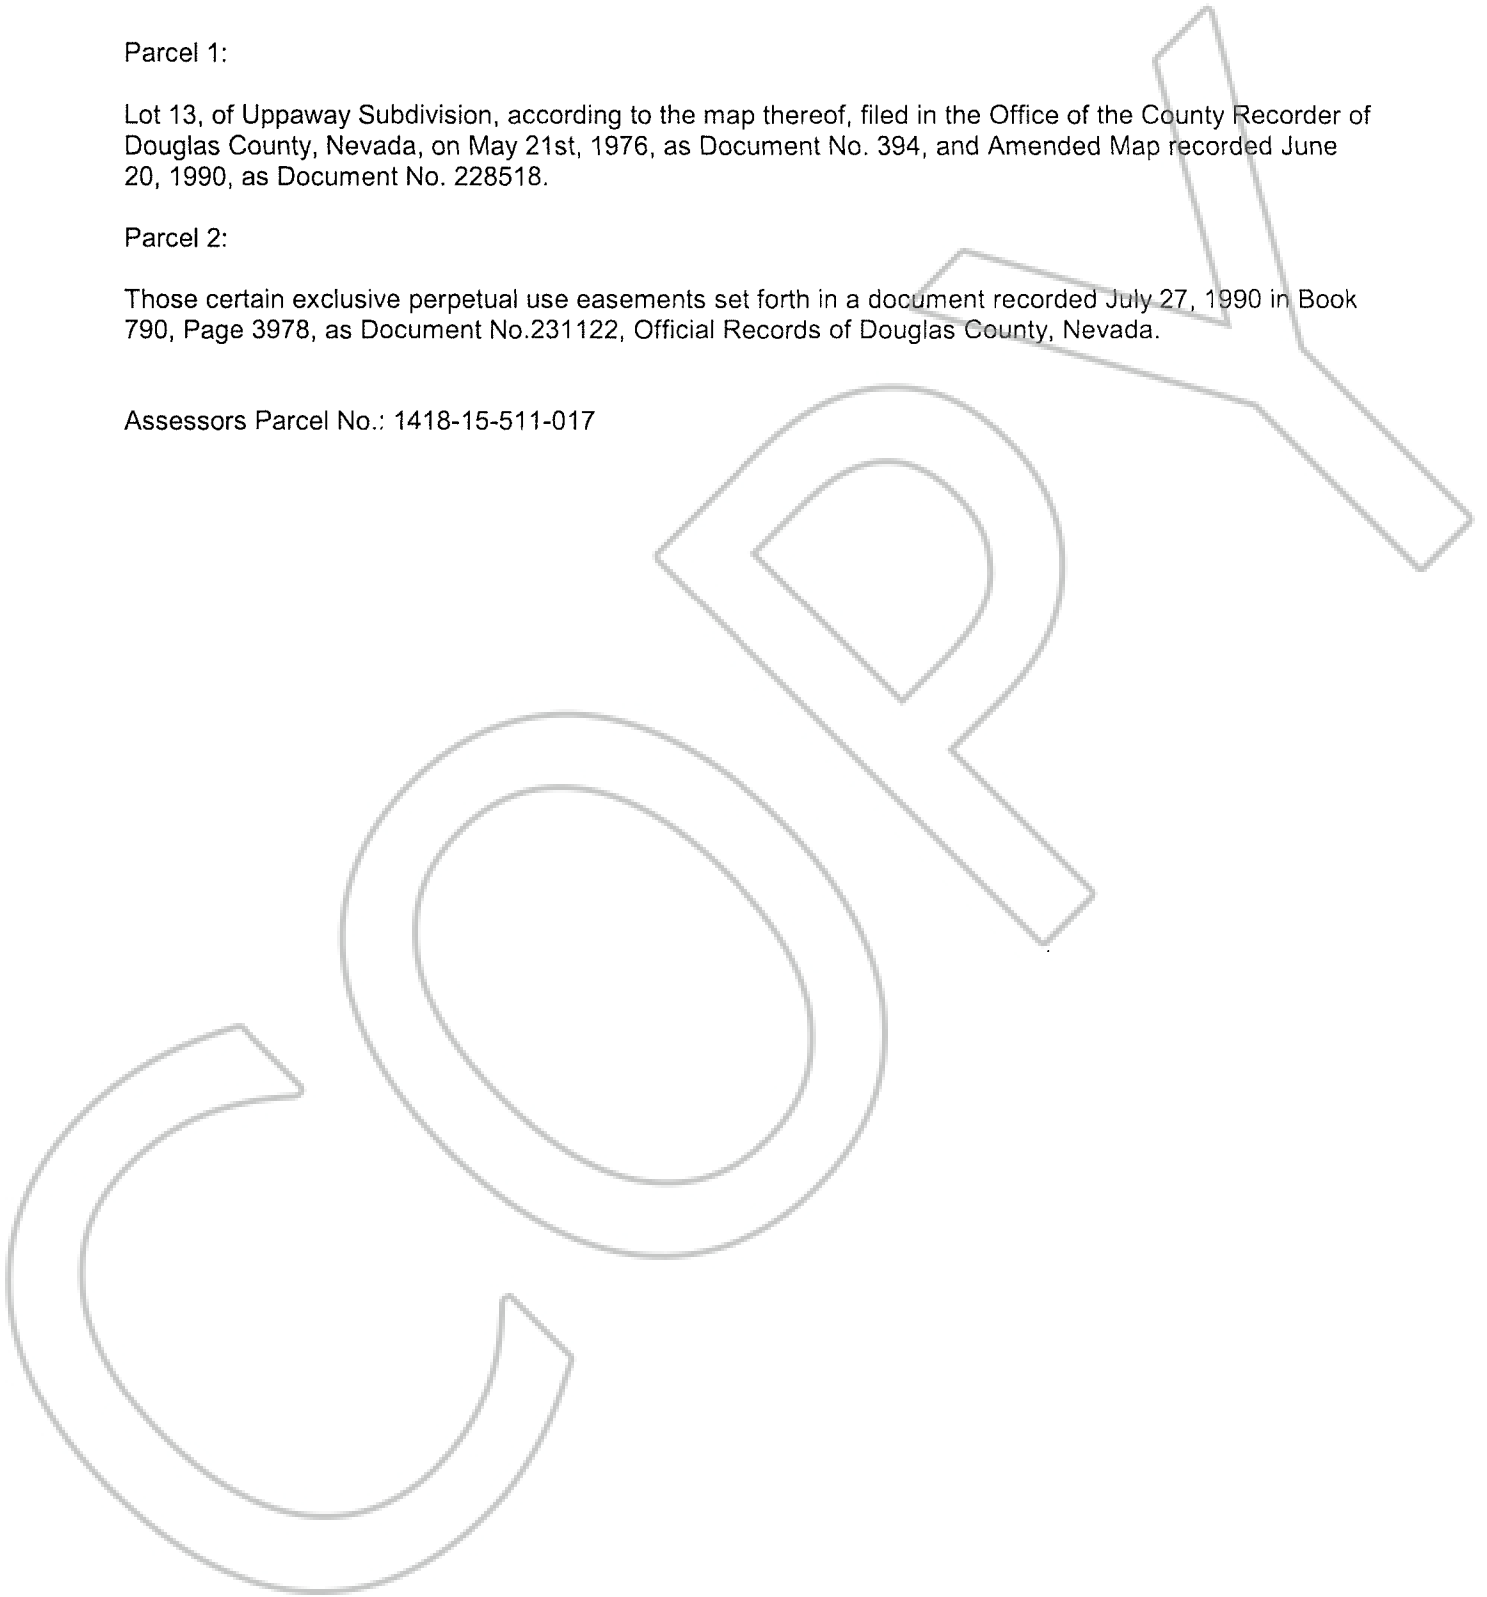 Parcel 1:
Lot 13, of Uppaway Subdivision, according to the map thereof, filed in the Office of the County Recorder of
Douglas County, Nevada, on May 21st, 1976, as Document No. 394, and Amended Map recorded June
20, 1990, as Document No. 228518.
Parcel 2:
Those certain exclusive perpetual use easements set forth in a document recorded July 27, 1990 in Book
790, Page 3978, as Document No.231122, Official Records of Douglas County, Nevada.
Assessors Parcel No.: 1418-15-511-017
COPY